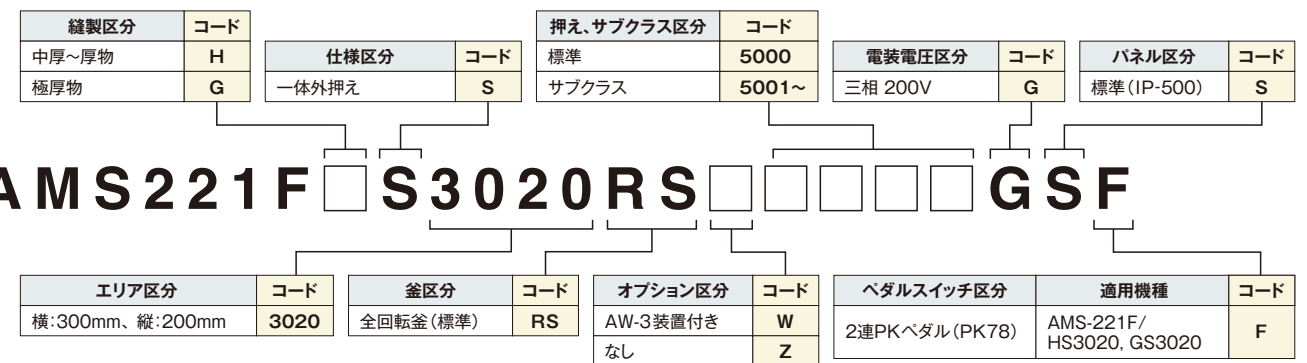 縫製区分 コード
中厚～厚物 H
極厚物 G
仕様区分 コード
一体外押え S
押え、サブクラス区分 コード
標準 5000
サブクラス 5001～
電装電圧区分 コード
三相 200V G
パネル区分 コード
標準（IP-500） S
AMS221F□S3020RS□□□□□GSF
エリア区分 コード
横：300mm、縦：200mm 3020
釜区分 コード
全回転釜（標準） RS
オプション区分 コード
AW-3装置付き W
なし Z
ペダルスイッチ区分 適用機種 コード
2連PKペダル（PK78） AMS-221F/ F
HS3020, GS3020